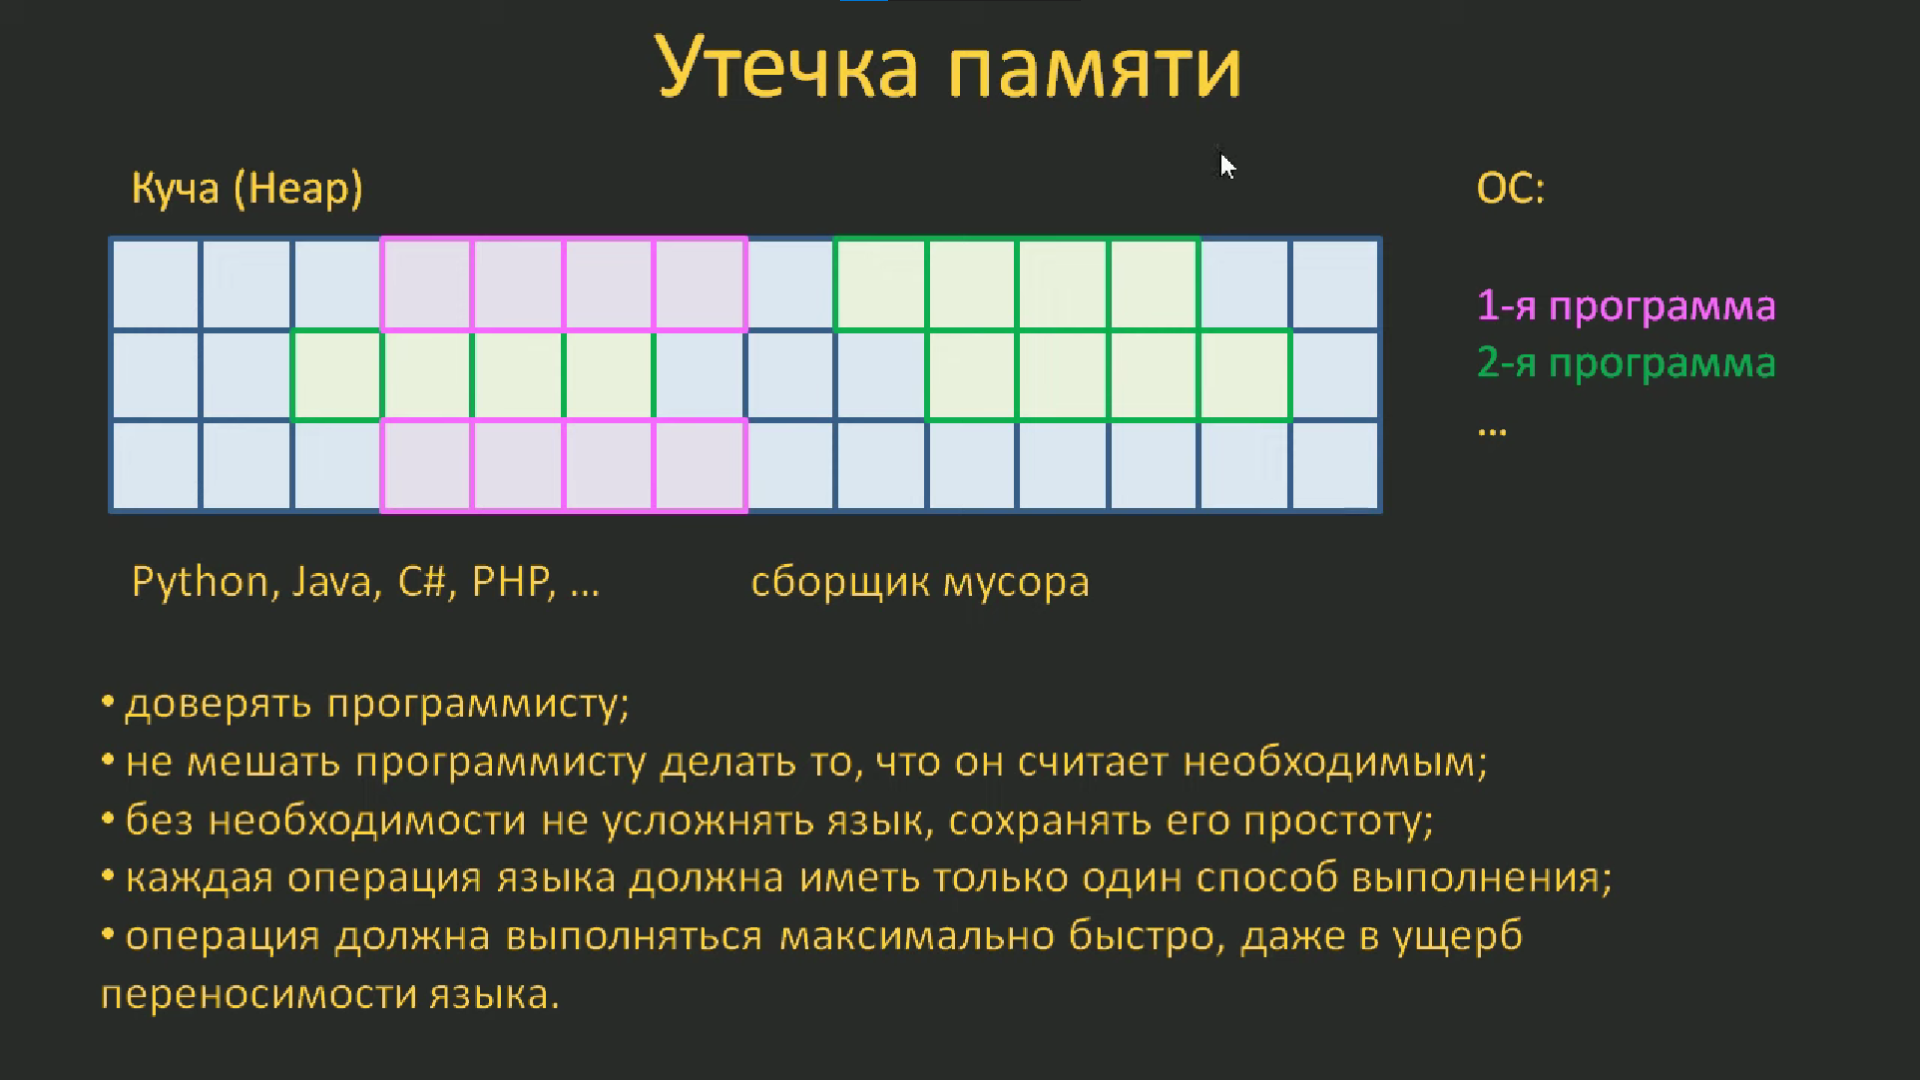 Утечка памяти
Куча (Heap)
ОС:
1-я программа
2-я программа
...
Python, Java, C#, PHP, ...
сборщик мусора
• доверять программисту;
• не мешать программисту делать то, что он считает необходимым;
• без необходимости не усложнять язык, сохранять его простоту;
• каждая операция языка должна иметь только один способ выполнения;
• операция должна выполняться максимально быстро, даже в ущерб
переносимости языка.